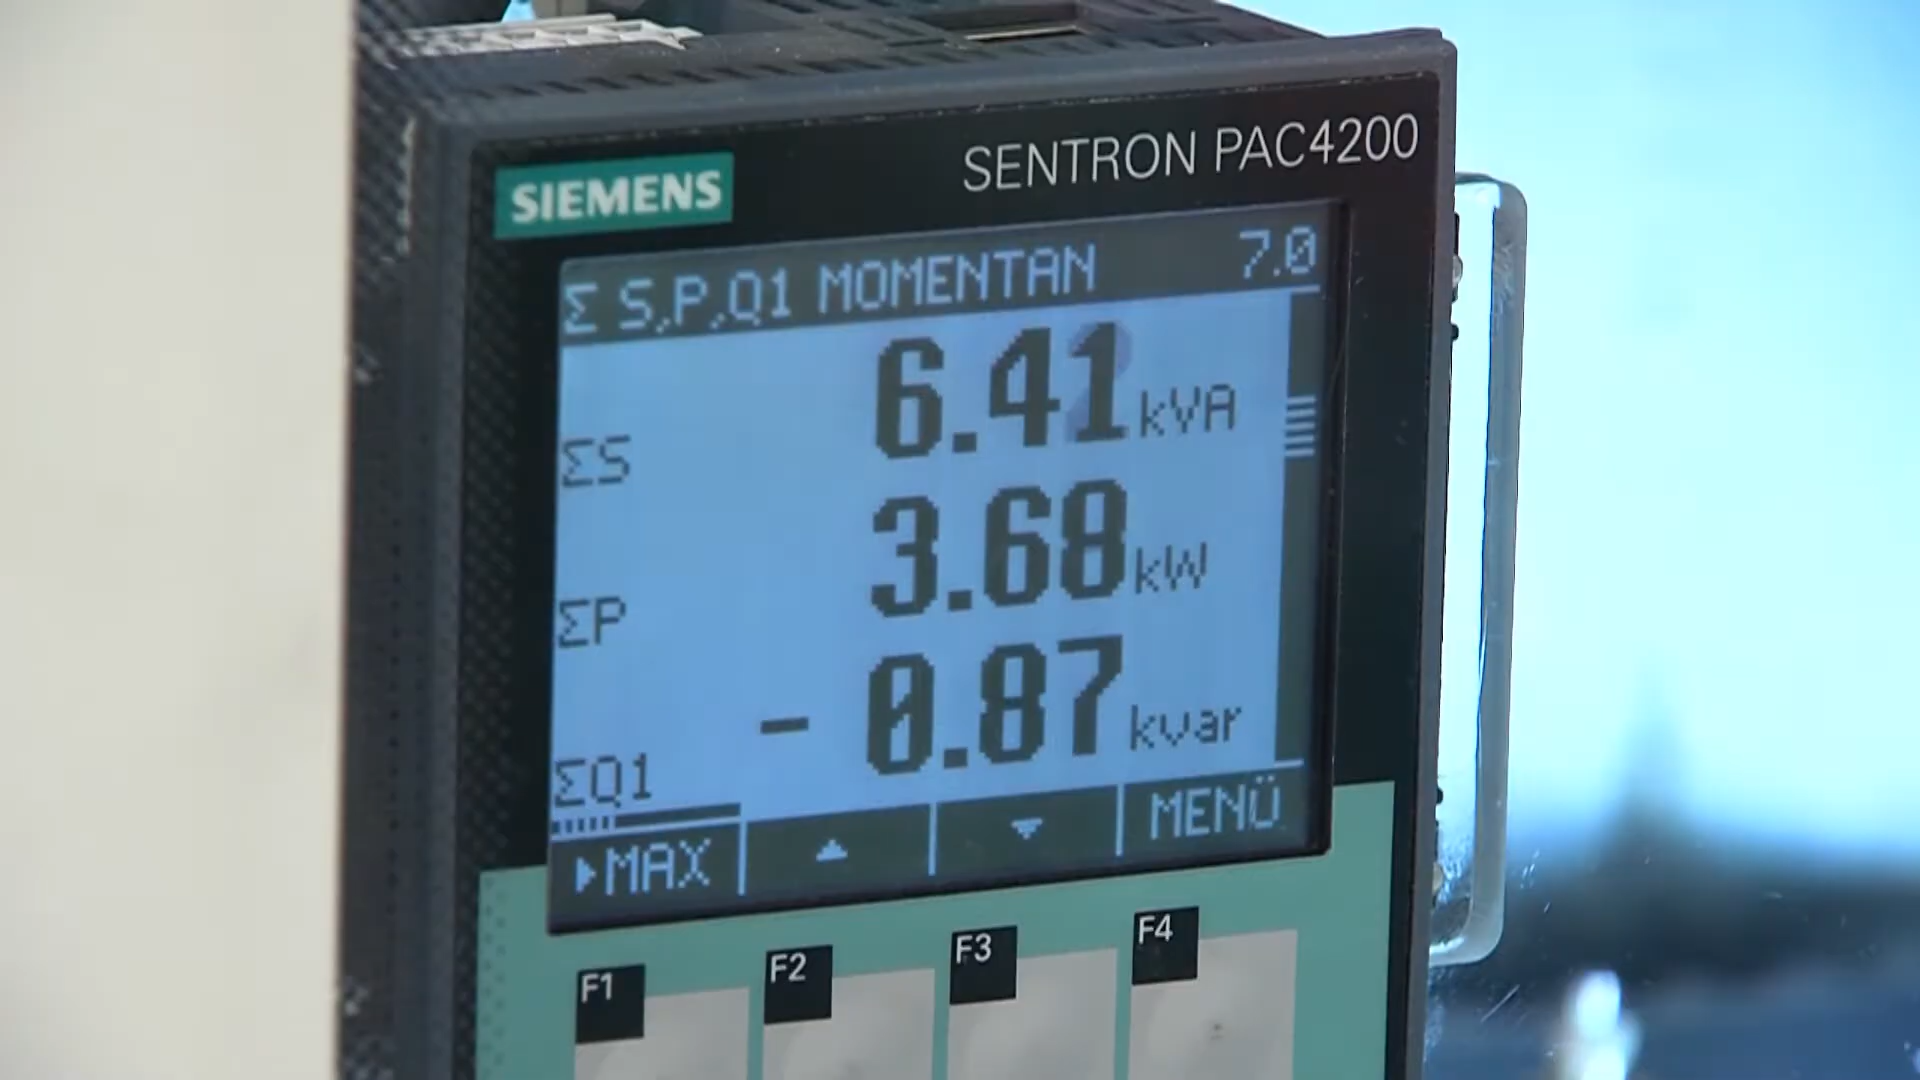 SIEMENS
SENTRON PAC4200
Σ S,P,Q1 MOMENTAN 7.0
ΣS 6.41 kVA
ΣP 3.68 kW
ΣQ1 - 0.87 kvar
▸MAX ▲ ▼ MENÜ
F1 F2 F3 F4